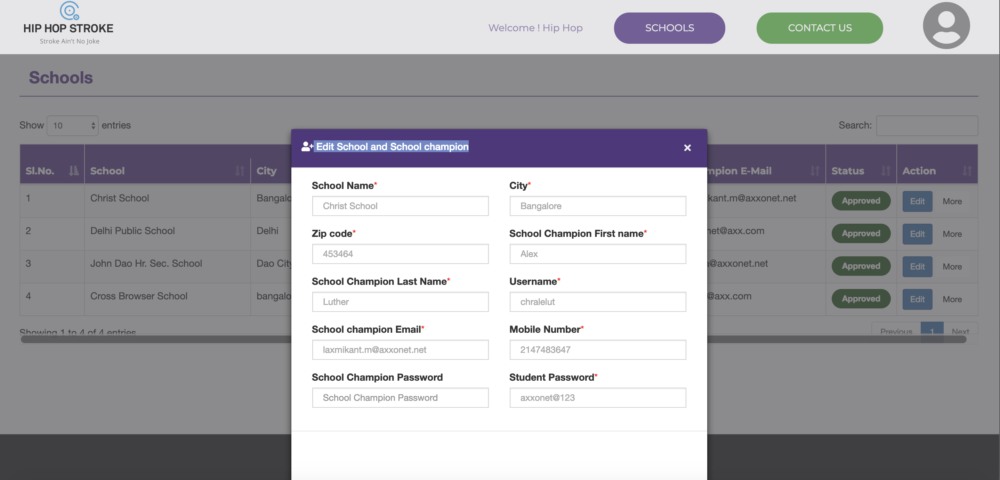 HIP HOP STROKE
Stroke Ain't No Joke
Welcome ! Hip Hop
SCHOOLS
CONTACT US
Schools
Show 10 entries
Search:
Edit School and School champion
×
Sl.No. School City mpion E-Mail Status Action
1 Christ School Bangalo kant.m@axxonet.net Approved Edit More
2 Delhi Public School Delhi net@axx.com Approved Edit More
3 John Dao Hr. Sec. School Dao City a@axxonet.net Approved Edit More
4 Cross Browser School bangalo @axx.com Approved Edit More
Showing 1 to 4 of 4 entries
Previous 1 Next
School Name* City*
Christ School Bangalore
Zip code* School Champion First name*
453464 Alex
School Champion Last Name* Username*
Luther chralelut
School champion Email* Mobile Number*
laxmikant.m@axxonet.net 2147483647
School Champion Password Student Password*
School Champion Password axxonet@123